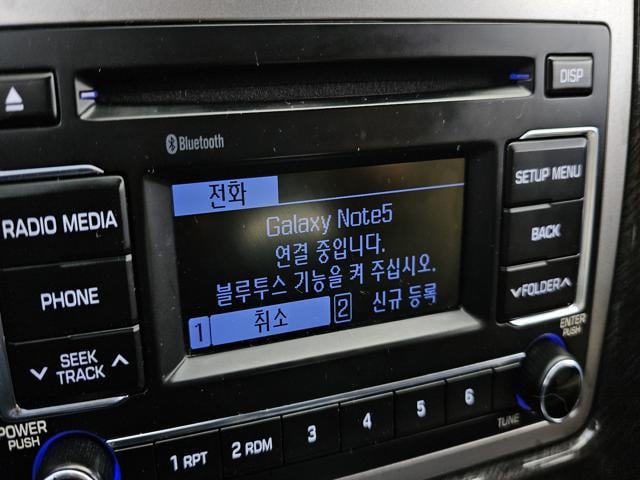 DISP
Bluetooth
전화
Galaxy Note5
연결 중입니다.
블루투스 기능을 켜 주십시오.
1 취소 2 신규 등록
RADIO MEDIA
PHONE
SEEK
TRACK
SETUP MENU
BACK
FOLDER
ENTER
PUSH
POWER
PUSH
1 RPT 2 RDM 3 4 5 6
TUNE